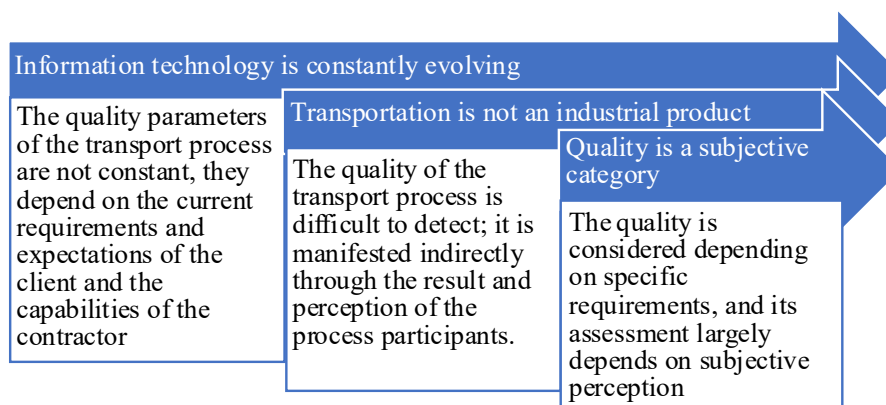 Information technology is constantly evolving
The quality parameters
of the transport process
are not constant, they
depend on the current
requirements and
expectations of the
client and the
capabilities of the
contractor
Transportation is not an industrial product
The quality of the
transport process is
difficult to detect; it is
manifested indirectly
through the result and
perception of the
process participants.
Quality is a subjective
category
The quality is
considered depending
on specific
requirements, and its
assessment largely
depends on subjective
perception